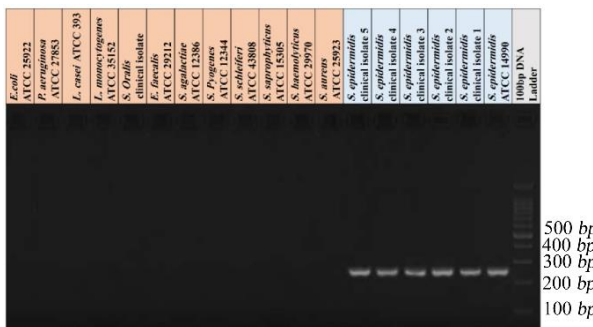 E.coli
ATCC 25922
P. aeruginosa
ATCC 27853
L. casei ATCC 393
L. monocytogenes
ATCC 35152
S. Oralis
clinical isolate
E. faecalis
ATCC 29212
S. agalactiae
ATCC 12386
S. Pyogenes
ATCC 12344
S. schleiferi
ATCC 43808
S. saprophyticus
ATCC 15305
S. haemolyticus
ATCC 29970
S. aureus
ATCC 25923
S. epidermidis
clinical isolate 5
S. epidermidis
clinical isolate 4
S. epidermidis
clinical isolate 3
S. epidermidis
clinical isolate 2
S. epidermidis
clinical isolate 1
S. epidermidis
ATCC 14990
100bp DNA
Ladder
500 bp
400 bp
300 bp
200 bp
100 bp